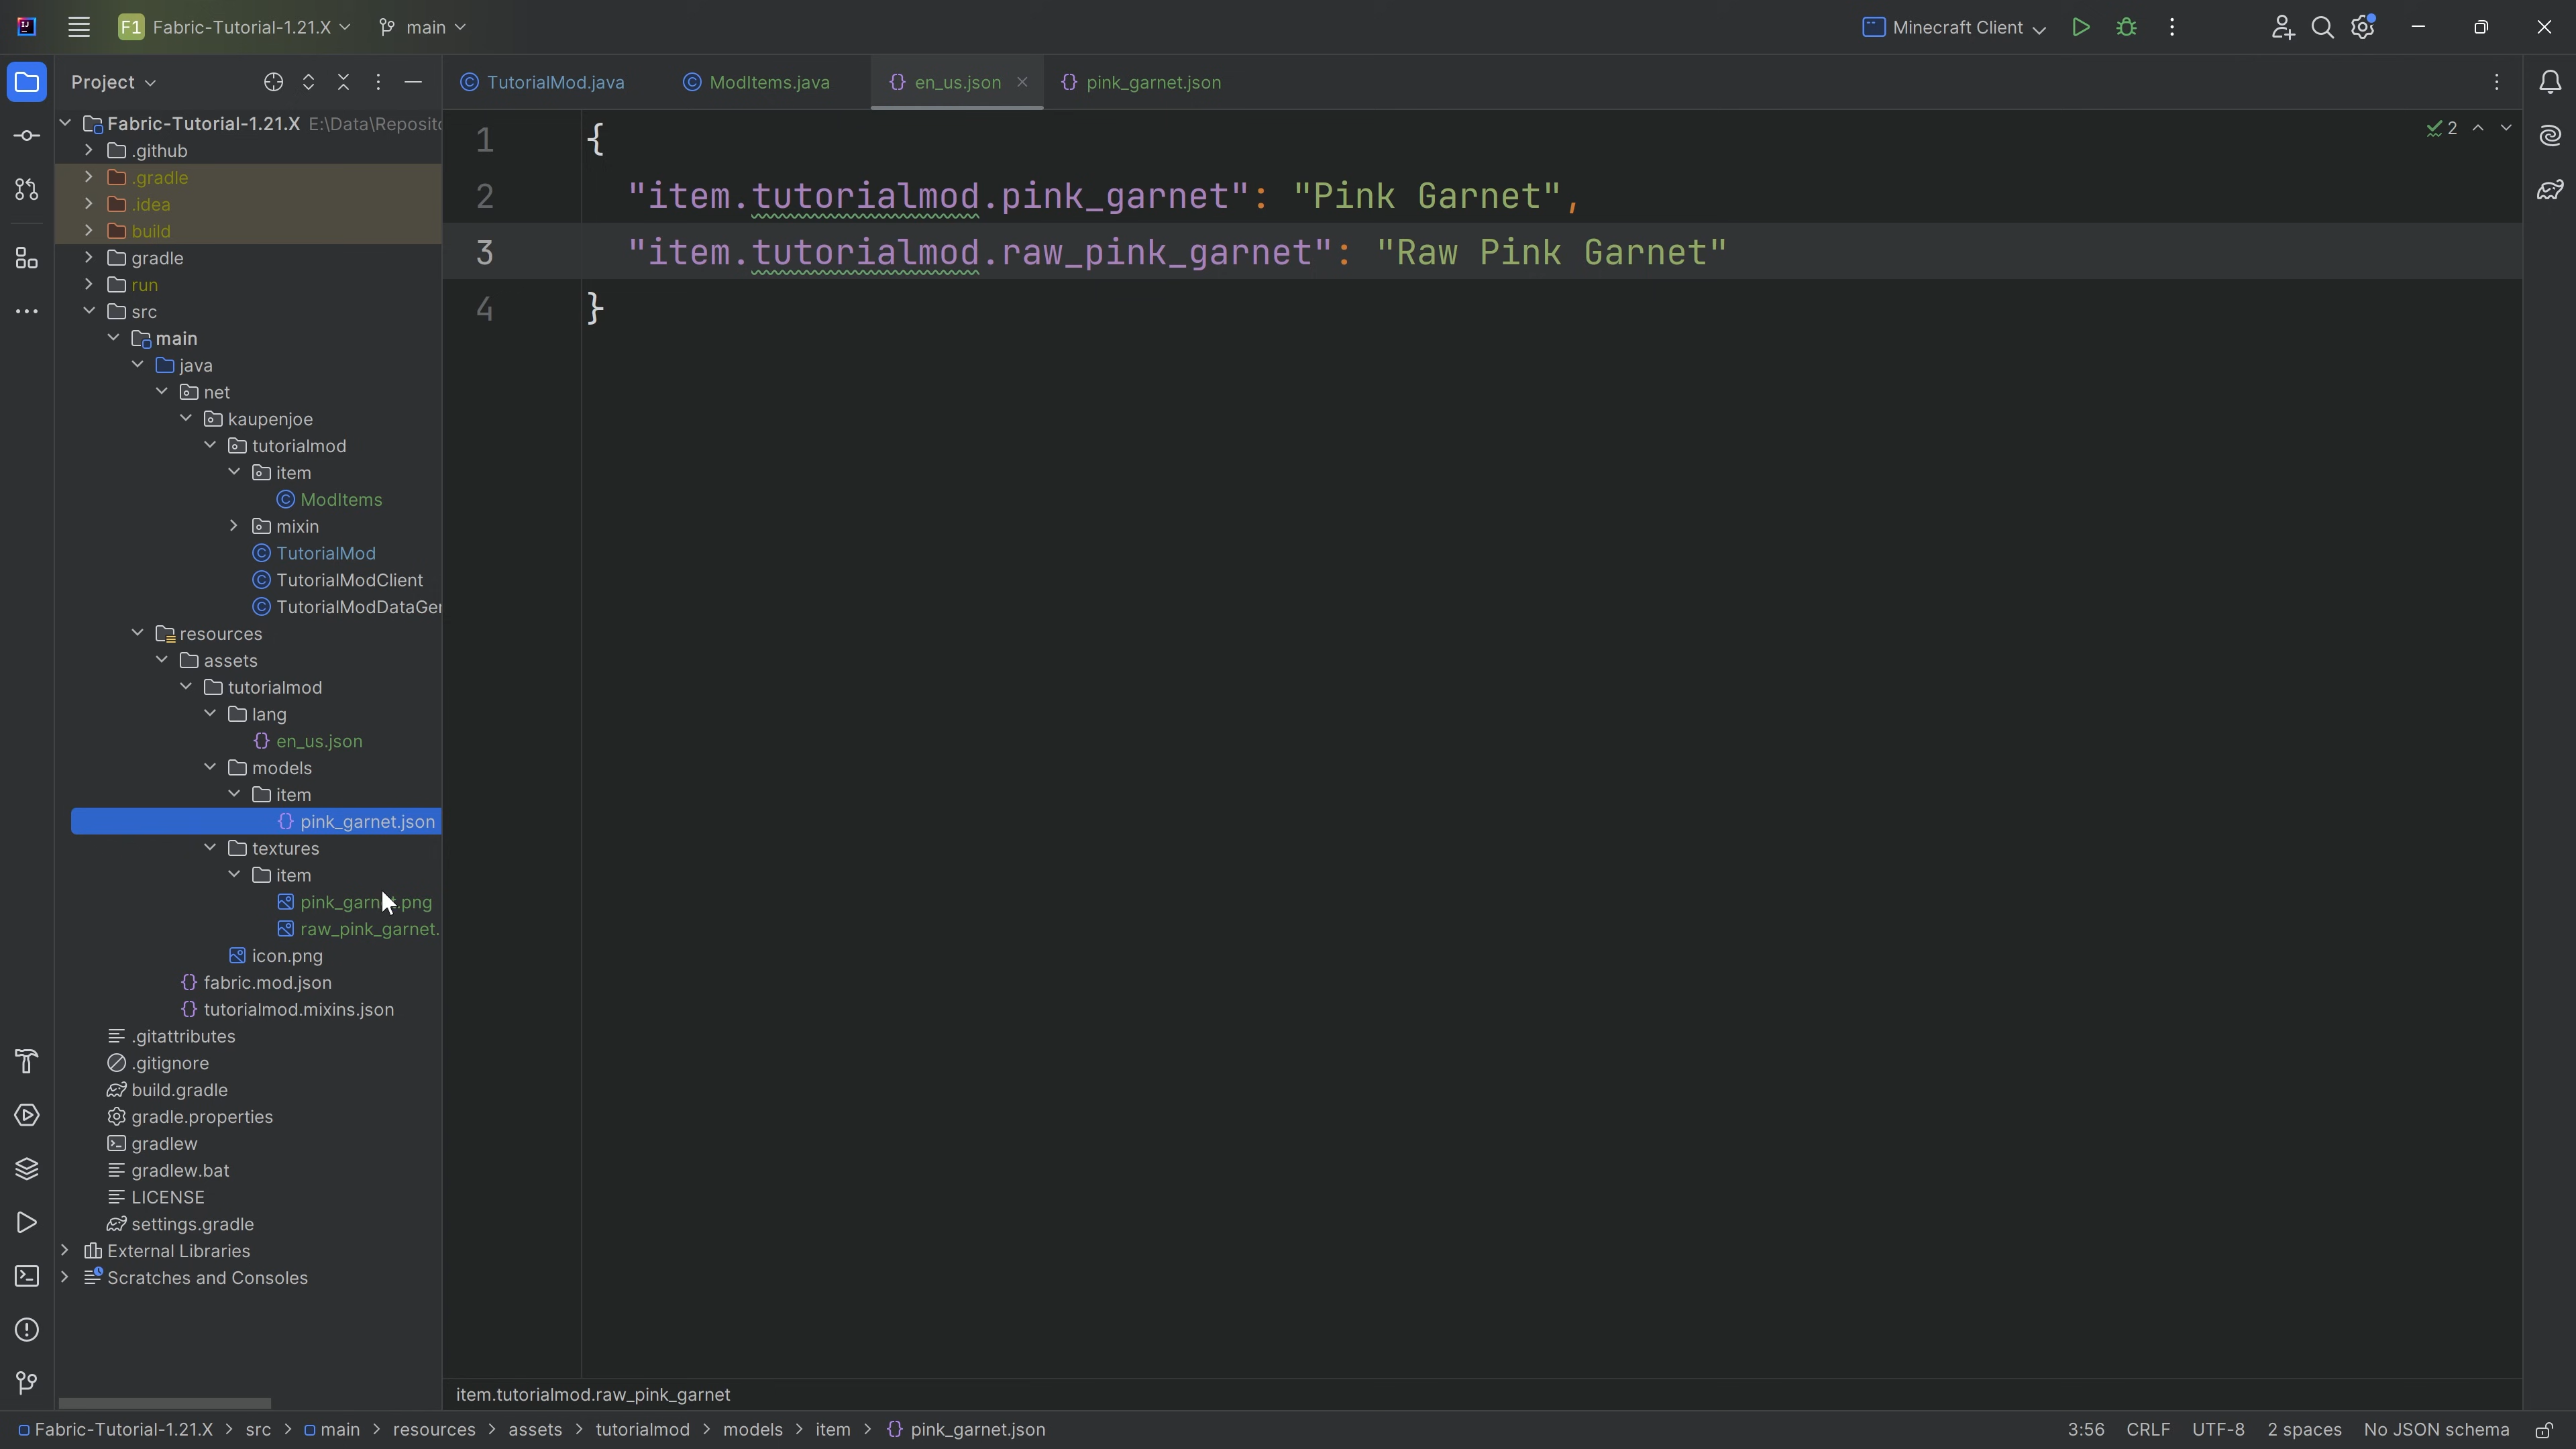 F1 Fabric-Tutorial-1.21.X main Minecraft Client
Project
TutorialMod.java ModItems.java en_us.json pink_garnet.json
Fabric-Tutorial-1.21.X E:\Data\Reposit
.github
.gradle
.idea
build
gradle
run
src
main
java
net
kaupenjoe
tutorialmod
item
ModItems
mixin
TutorialMod
TutorialModClient
TutorialModDataGe
resources
assets
tutorialmod
lang
en_us.json
models
item
pink_garnet.json
textures
item
pink_garnet.png
raw_pink_garnet.
icon.png
fabric.mod.json
tutorialmod.mixins.json
.gitattributes
.gitignore
build.gradle
gradle.properties
gradlew
gradlew.bat
LICENSE
settings.gradle
External Libraries
Scratches and Consoles
1 {
2 "item.tutorialmod.pink_garnet": "Pink Garnet",
3 "item.tutorialmod.raw_pink_garnet": "Raw Pink Garnet"
4 }
2
item.tutorialmod.raw_pink_garnet
Fabric-Tutorial-1.21.X > src > main > resources > assets > tutorialmod > models > item > pink_garnet.json
3:56 CRLF UTF-8 2 spaces No JSON schema